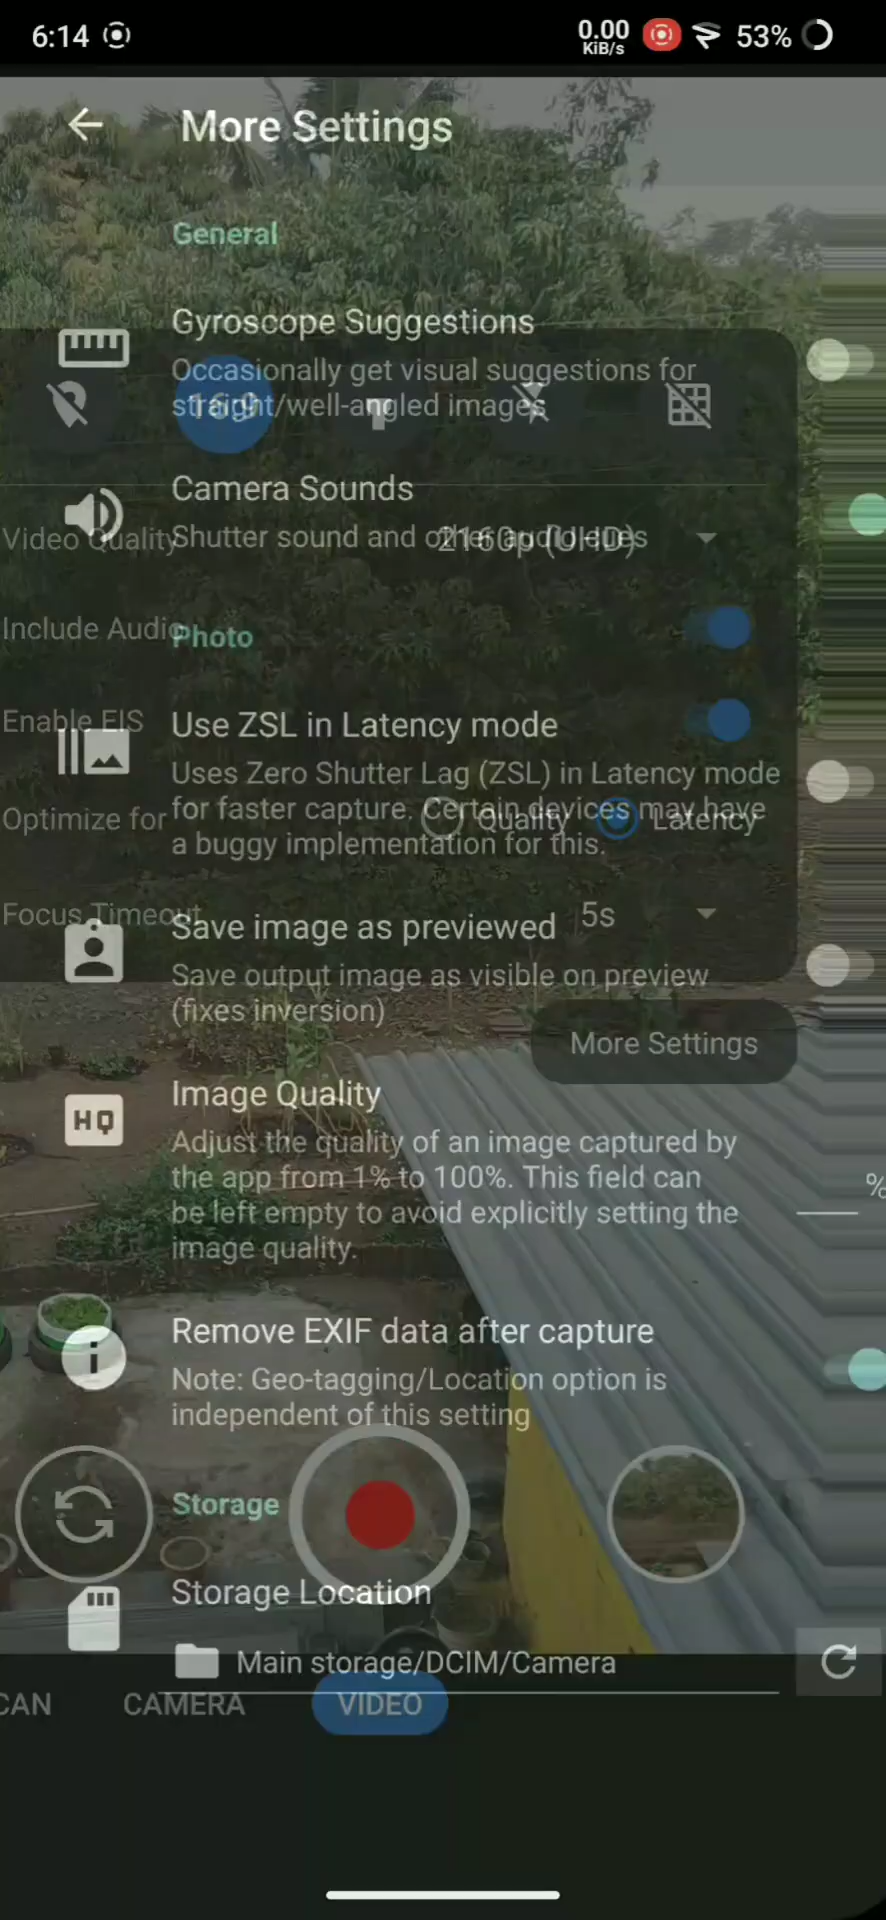 6:14
0.00
KiB/s
53%
More Settings
General
Gyroscope Suggestions
Occasionally get visual suggestions for
straight/well-angled images
16:9
Camera Sounds
Shutter sound and other audio cues
Video Quality
2160p (UHD)
Include Audio
Photo
Enable EIS
Use ZSL in Latency mode
Uses Zero Shutter Lag (ZSL) in Latency mode
for faster capture. Certain devices may have
a buggy implementation for this.
Optimize for
Quality
Latency
Focus Timeout
5s
Save image as previewed
Save output image as visible on preview
(fixes inversion)
More Settings
Image Quality
HQ
Adjust the quality of an image captured by
the app from 1% to 100%. This field can
be left empty to avoid explicitly setting the
image quality.
%
Remove EXIF data after capture
Note: Geo-tagging/Location option is
independent of this setting
Storage
Storage Location
Main storage/DCIM/Camera
CAN
CAMERA
VIDEO